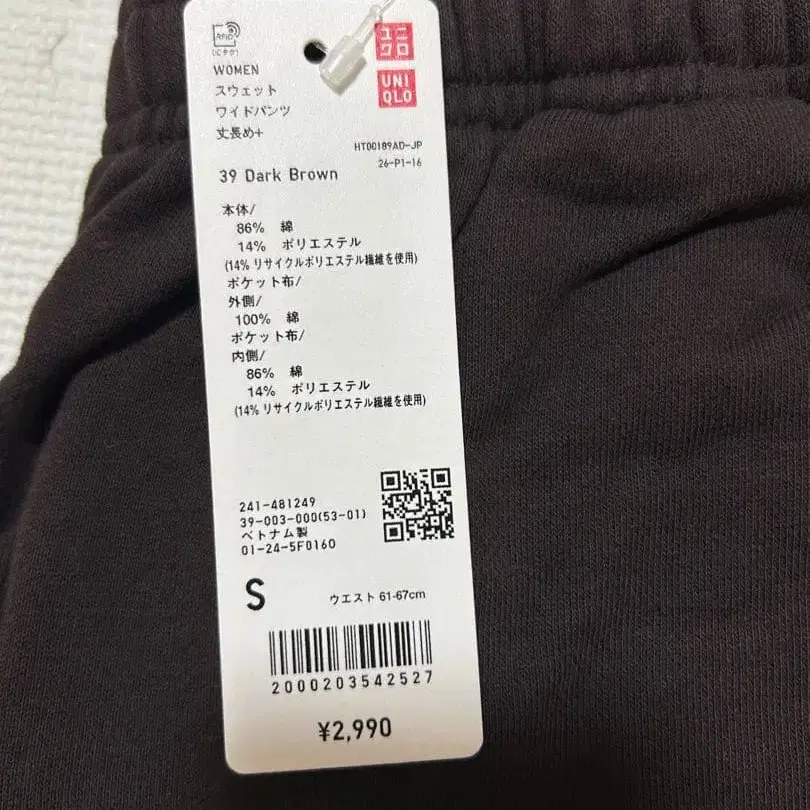 RFID
(ICタグ)
ユニ
クロ
UNI
QLO
WOMEN
スウェット
ワイドパンツ
丈長め+
HT00189AD-JP
26-P1-16
39 Dark Brown
本体/
86% 綿
14% ポリエステル
(14% リサイクルポリエステル繊維を使用)
ポケット布/
外側/
100% 綿
ポケット布/
内側/
86% 綿
14% ポリエステル
(14% リサイクルポリエステル繊維を使用)
241-481249
39-003-000(53-01)
ベトナム製
01-24-5F0160
S
ウエスト 61-67cm
2000203542527
¥2,990